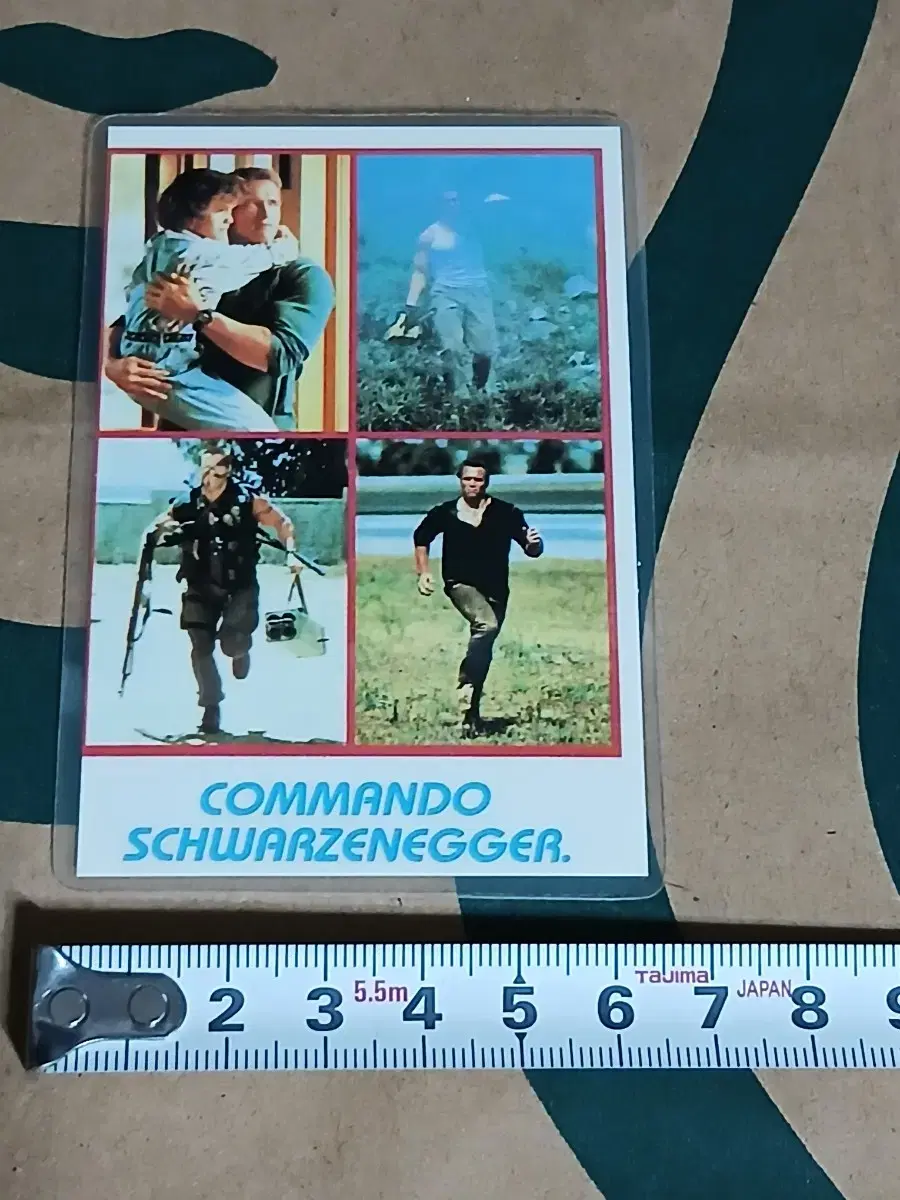 COMMANDO
SCHWARZENEGGER.
2 3 5.5m 4 5 6 TAJIMA 7 JAPAN 8 9